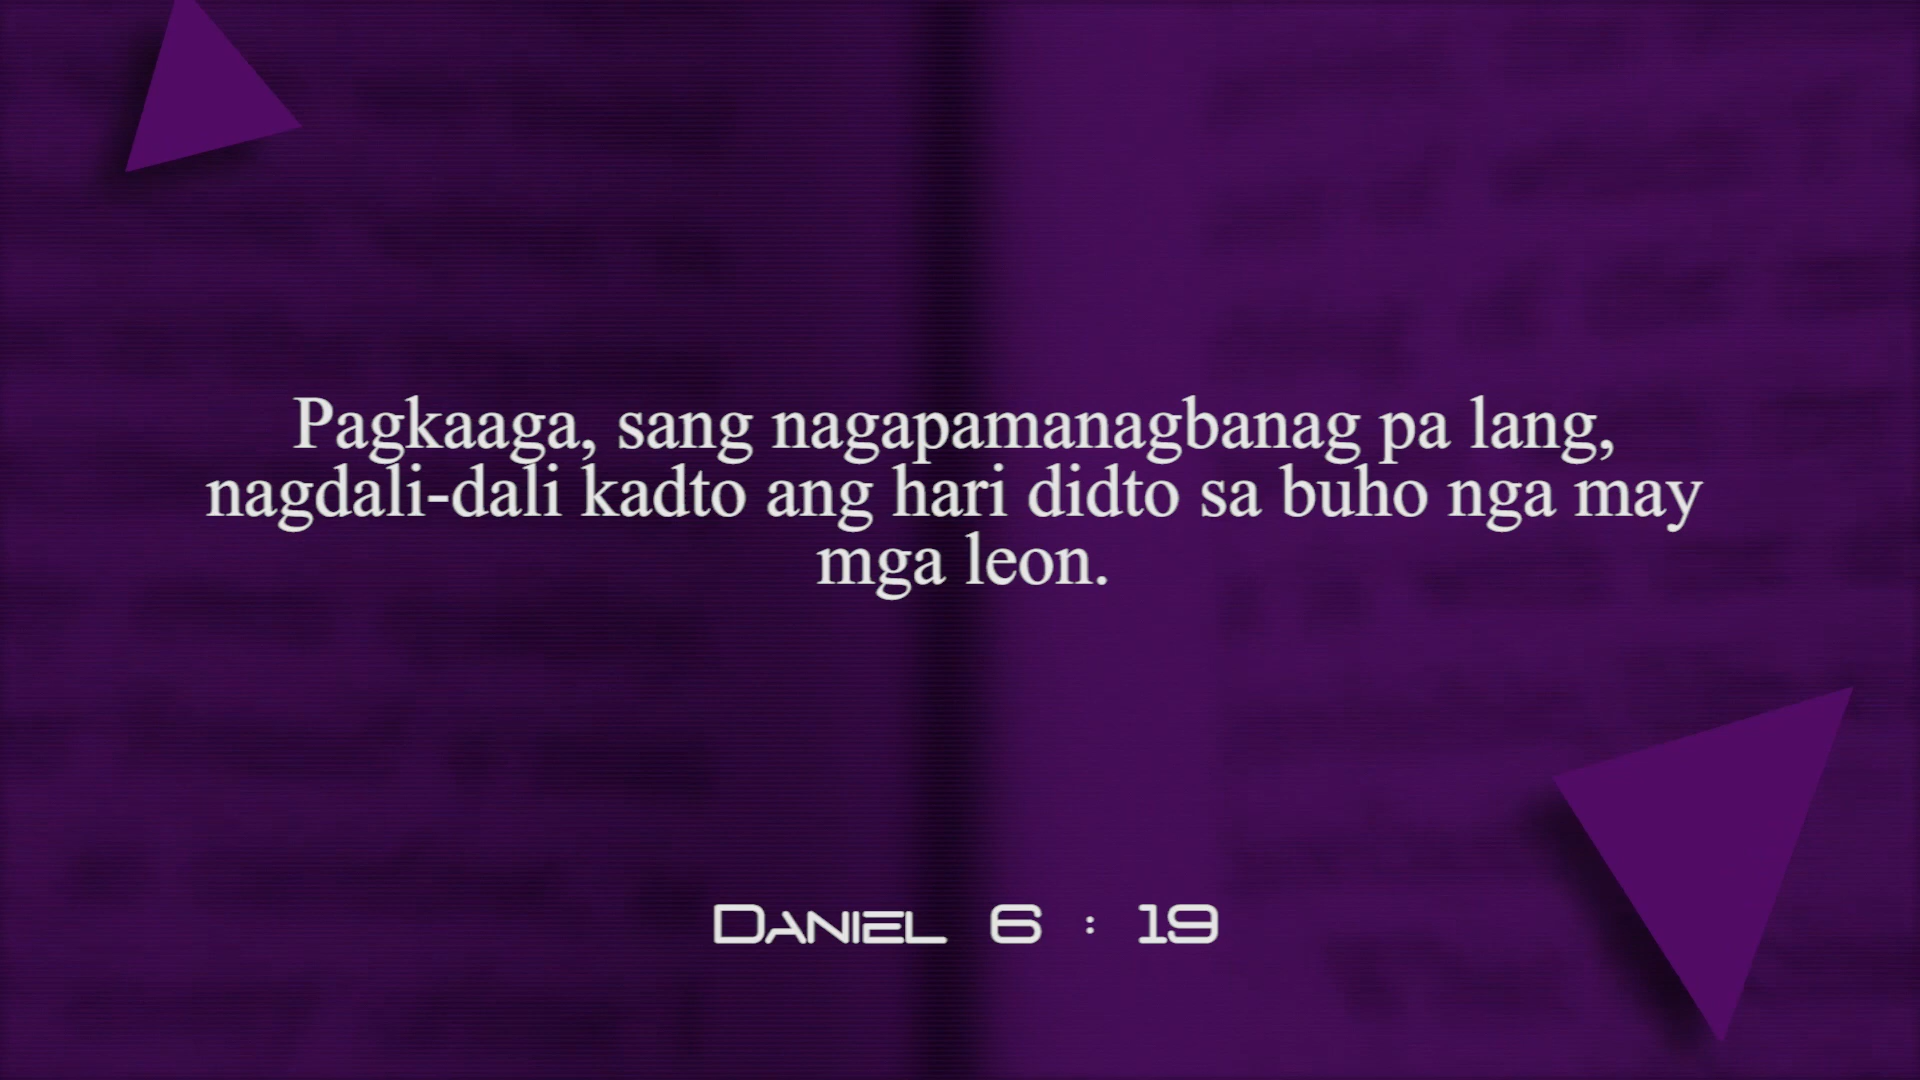 Pagkaaga, sang nagapamanagbanag pa lang,
nagdali-dali kadto ang hari didto sa buho nga may
mga leon.
Daniel 6 : 19